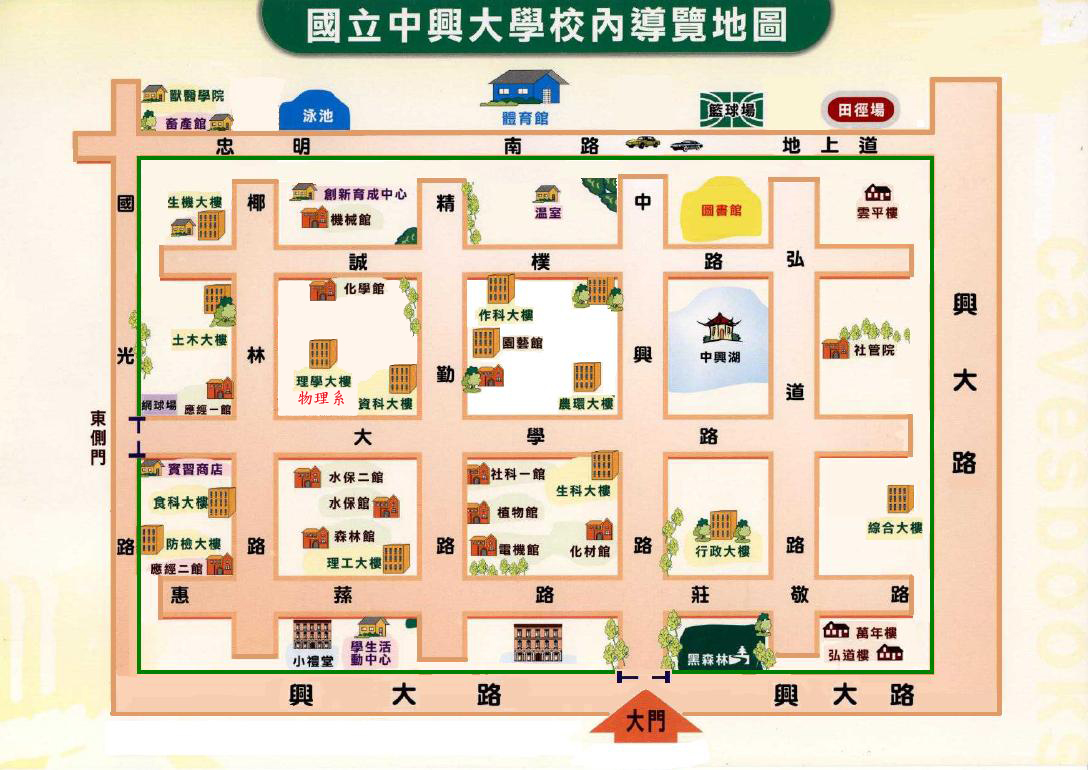 國立中興大學校內導覽地圖
獸醫學院
畜產館
泳池
體育館
籃球場
田徑場
忠明南路
地上道
國光路
椰林路
精勤路
中興路
弘道路
興大路
生機大樓
創新育成中心
機械館
溫室
圖書館
雲平樓
誠樸路
土木大樓
網球場
應經一館
化學館
理學大樓
物理系
資科大樓
作科大樓
園藝館
農環大樓
中興湖
社管院
東側門
大學路
實習商店
食科大樓
防檢大樓
應經二館
水保二館
水保館
森林館
理工大樓
社科一館
生科大樓
植物館
電機館
化材館
行政大樓
綜合大樓
惠蓀路
莊敬路
小禮堂
學生活
動中心
黑森林
萬年樓
弘道樓
興大路
興大路
大門
cavesbooks